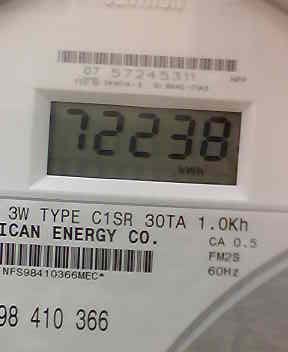 07 57245311
72238
kWh
3W TYPE C1SR 30TA 1.0Kh
ICAN ENERGY CO.
CA 0.5
FM2S
60Hz
NFS98410366MEC*
98 410 366